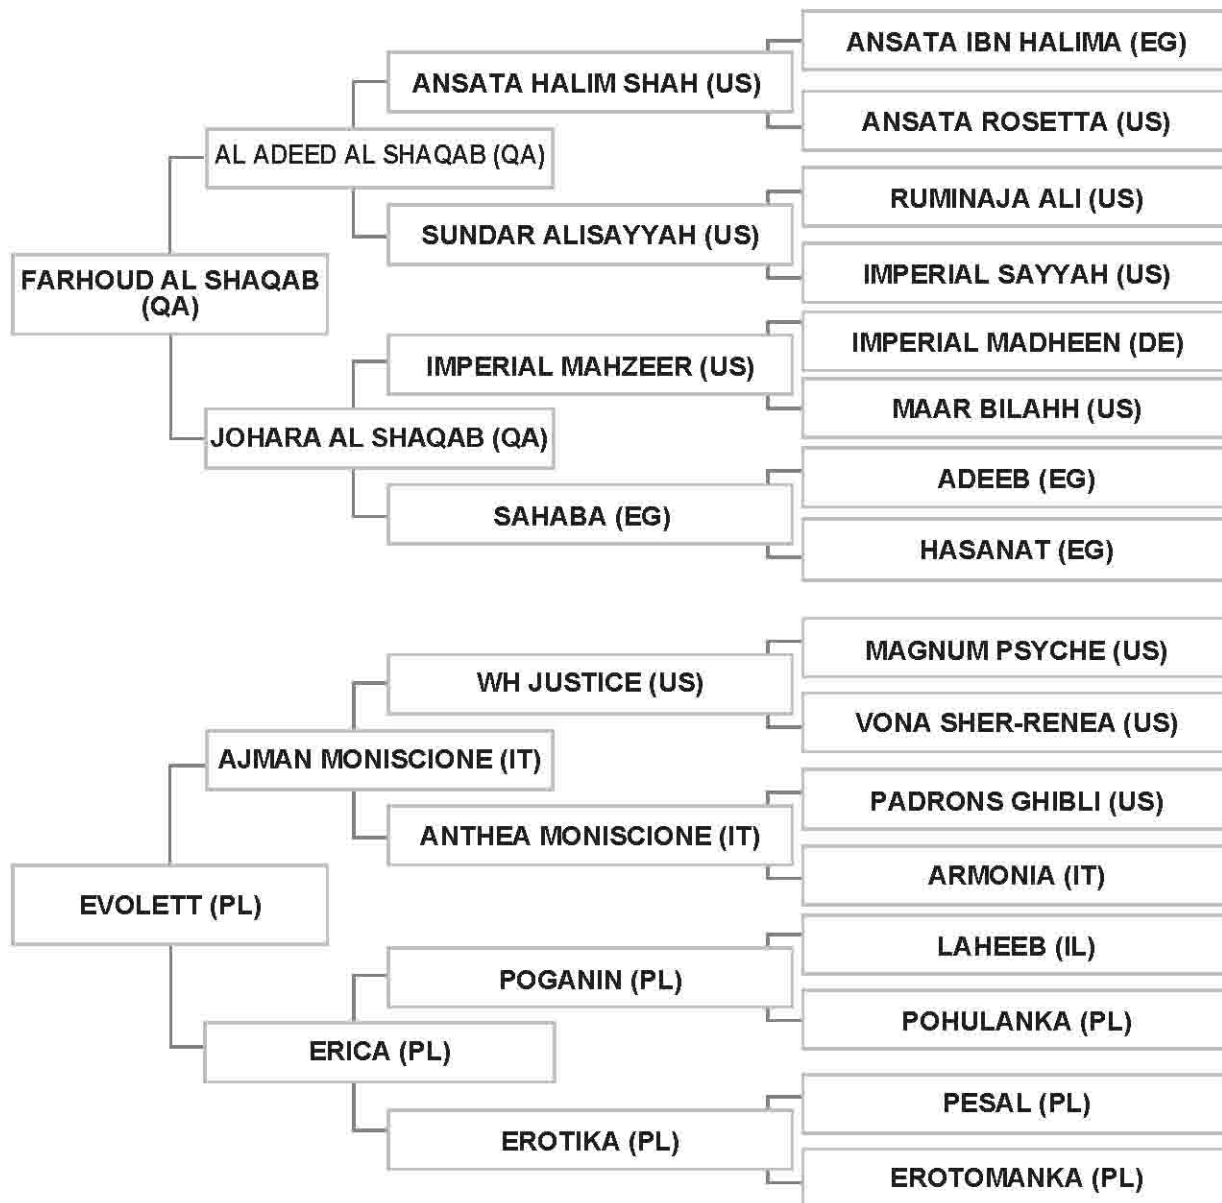 ANSATA IBN HALIMA (EG)
ANSATA HALIM SHAH (US)
ANSATA ROSETTA (US)
AL ADEED AL SHAQAB (QA)
RUMINAJA ALI (US)
SUNDAR ALISAYYAH (US)
IMPERIAL SAYYAH (US)
FARHOUD AL SHAQAB
(QA)
IMPERIAL MADHEEN (DE)
IMPERIAL MAHZEER (US)
MAAR BILAHH (US)
JOHARA AL SHAQAB (QA)
ADEEB (EG)
SAHABA (EG)
HASANAT (EG)
MAGNUM PSYCHE (US)
WH JUSTICE (US)
VONA SHER-RENEA (US)
AJMAN MONISCIONE (IT)
PADRONS GHIBLI (US)
ANTHEA MONISCIONE (IT)
ARMONIA (IT)
EVOLETT (PL)
LAHEEB (IL)
POGANIN (PL)
POHULANKA (PL)
ERICA (PL)
PESAL (PL)
EROTIKA (PL)
EROTOMANKA (PL)